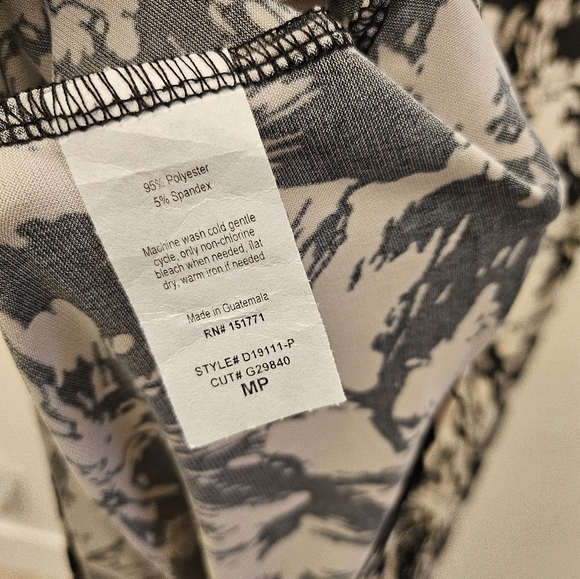 95% Polyester
5% Spandex
Machine wash cold gentle
cycle, only non-chlorine
bleach when needed, flat
dry, warm iron if needed
Made in Guatemala
RN# 151771
STYLE# D19111-P
CUT# G29840
MP